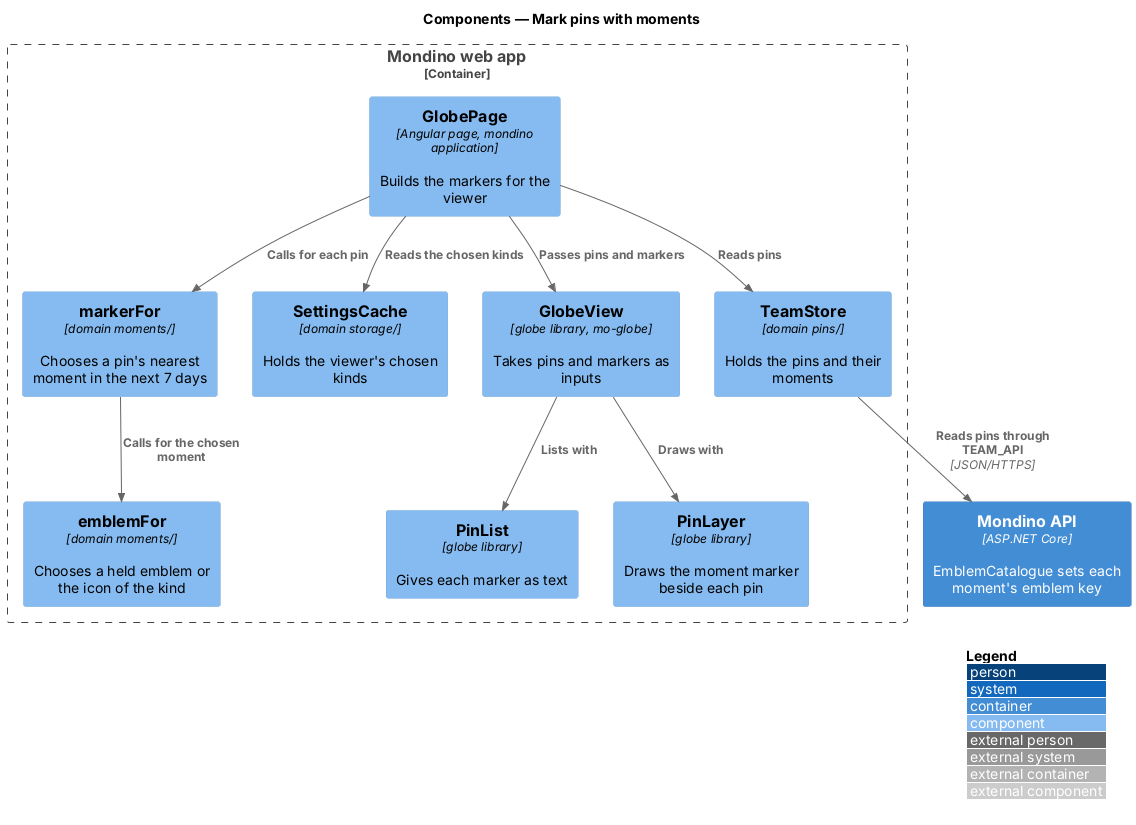 Components — Mark pins with moments
Mondino web app
[Container]
GlobePage
[Angular page, mondino
application]
Builds the markers for the
viewer
Calls for each pin
Reads the chosen kinds
Passes pins and markers
Reads pins
markerFor
[domain moments/]
Chooses a pin's nearest
moment in the next 7 days
SettingsCache
[domain storage/]
Holds the viewer's chosen
kinds
GlobeView
[globe library, mo-globe]
Takes pins and markers as
inputs
TeamStore
[domain pins/]
Holds the pins and their
moments
Calls for the chosen
moment
Lists with
Draws with
Reads pins through
TEAM_API
[JSON/HTTPS]
emblemFor
[domain moments/]
Chooses a held emblem or
the icon of the kind
PinList
[globe library]
Gives each marker as text
PinLayer
[globe library]
Draws the moment marker
beside each pin
Mondino API
[ASP.NET Core]
EmblemCatalogue sets each
moment's emblem key
Legend
person
system
container
component
external person
external system
external container
external component